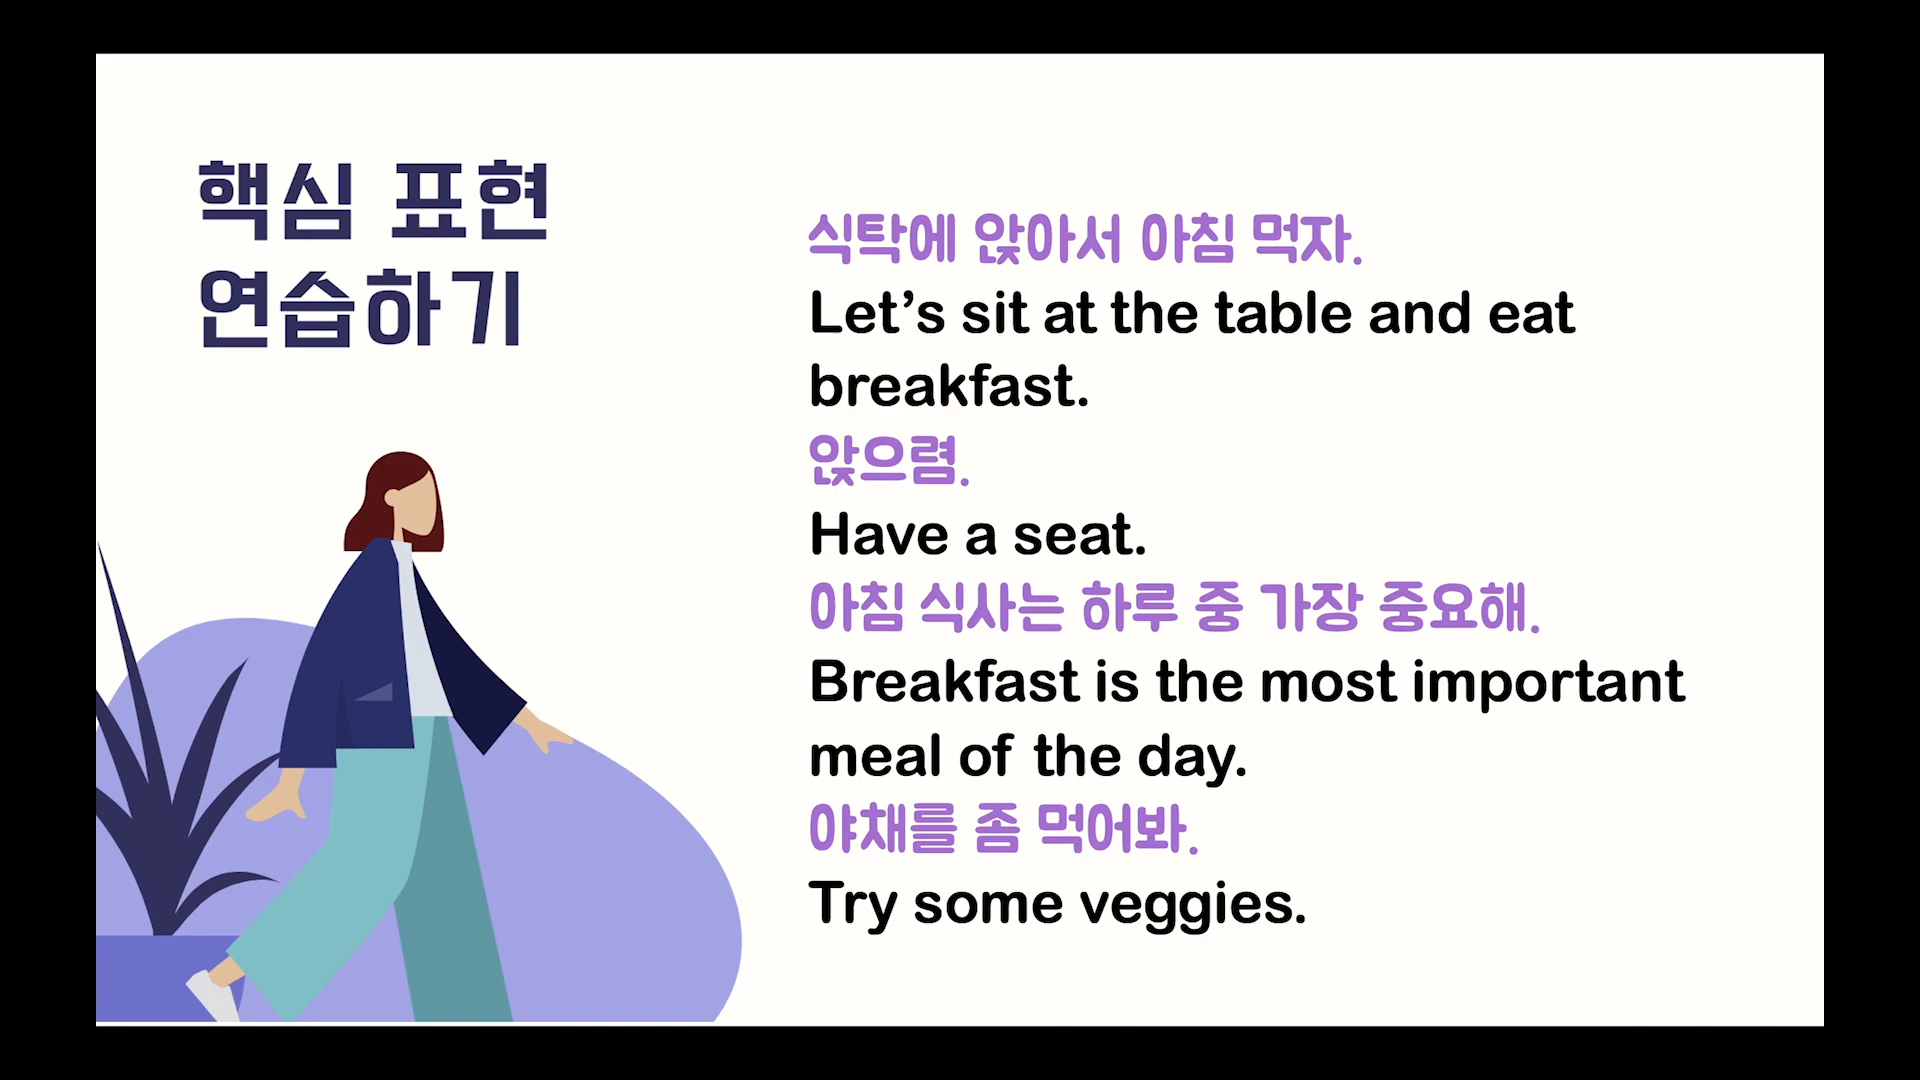 핵심 표현
연습하기
식탁에 앉아서 아침 먹자.
Let’s sit at the table and eat
breakfast.
앉으렴.
Have a seat.
아침 식사는 하루 중 가장 중요해.
Breakfast is the most important
meal of the day.
야채를 좀 먹어봐.
Try some veggies.